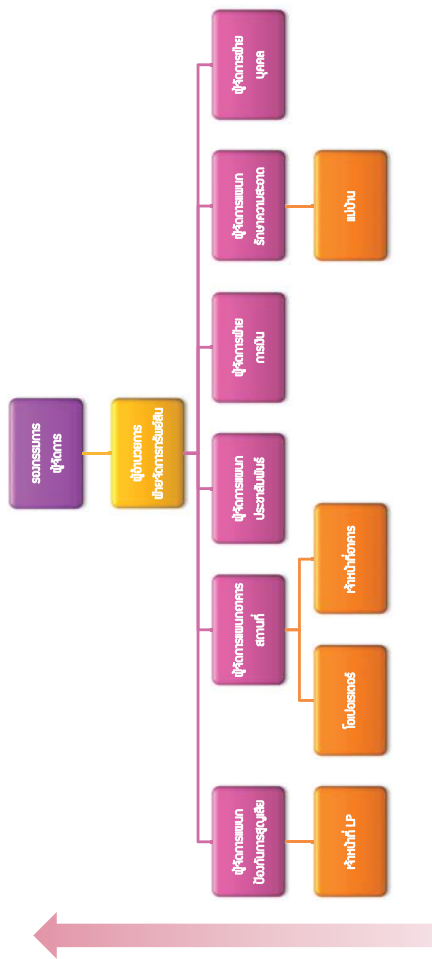 รองกรรมการ
ผู้จัดการ
ผู้อำนวยการ
ฝ่ายจัดการทรัพย์สิน
ผู้จัดการแผนก
ป้องกันการสูญเสีย
ผู้จัดการแผนกอาคาร
สถานที่
ผู้จัดการแผนก
ประชาสัมพันธ์
ผู้จัดการฝ่าย
การเงิน
ผู้จัดการแผนก
รักษาความสะอาด
ผู้จัดการฝ่าย
บุคคล
เจ้าหน้าที่ LP
โอเปอเรเตอร์
เจ้าหน้าที่อาคาร
แม่บ้าน